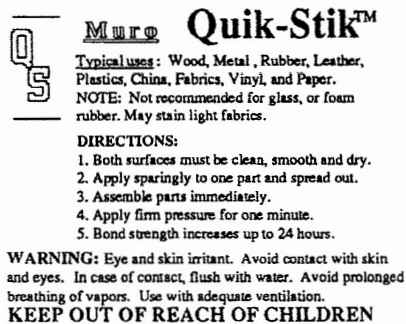 QS
Muro Quik-Stik™
Typical uses: Wood, Metal , Rubber, Leather,
Plastics, China, Fabrics, Vinyl, and Paper.
NOTE: Not recommended for glass, or foam
rubber. May stain light fabrics.
DIRECTIONS:
1. Both surfaces must be clean, smooth and dry.
2. Apply sparingly to one part and spread out.
3. Assemble parts immediately.
4. Apply firm pressure for one minute.
5. Bond strength increases up to 24 hours.
WARNING: Eye and skin irritant. Avoid contact with skin
and eyes. In case of contact, flush with water. Avoid prolonged
breathing of vapors. Use with adequate ventilation.
KEEP OUT OF REACH OF CHILDREN